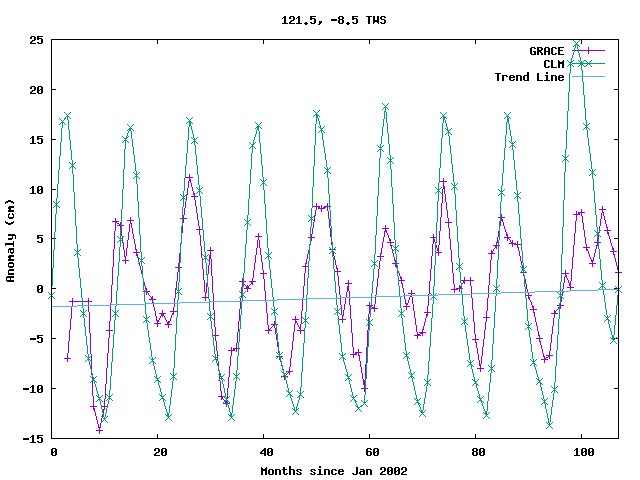 121.5, -8.5 TWS
GRACE
CLM
Trend Line
25
20
15
10
5
0
-5
-10
-15
Anomaly (cm)
0 20 40 60 80 100
Months since Jan 2002